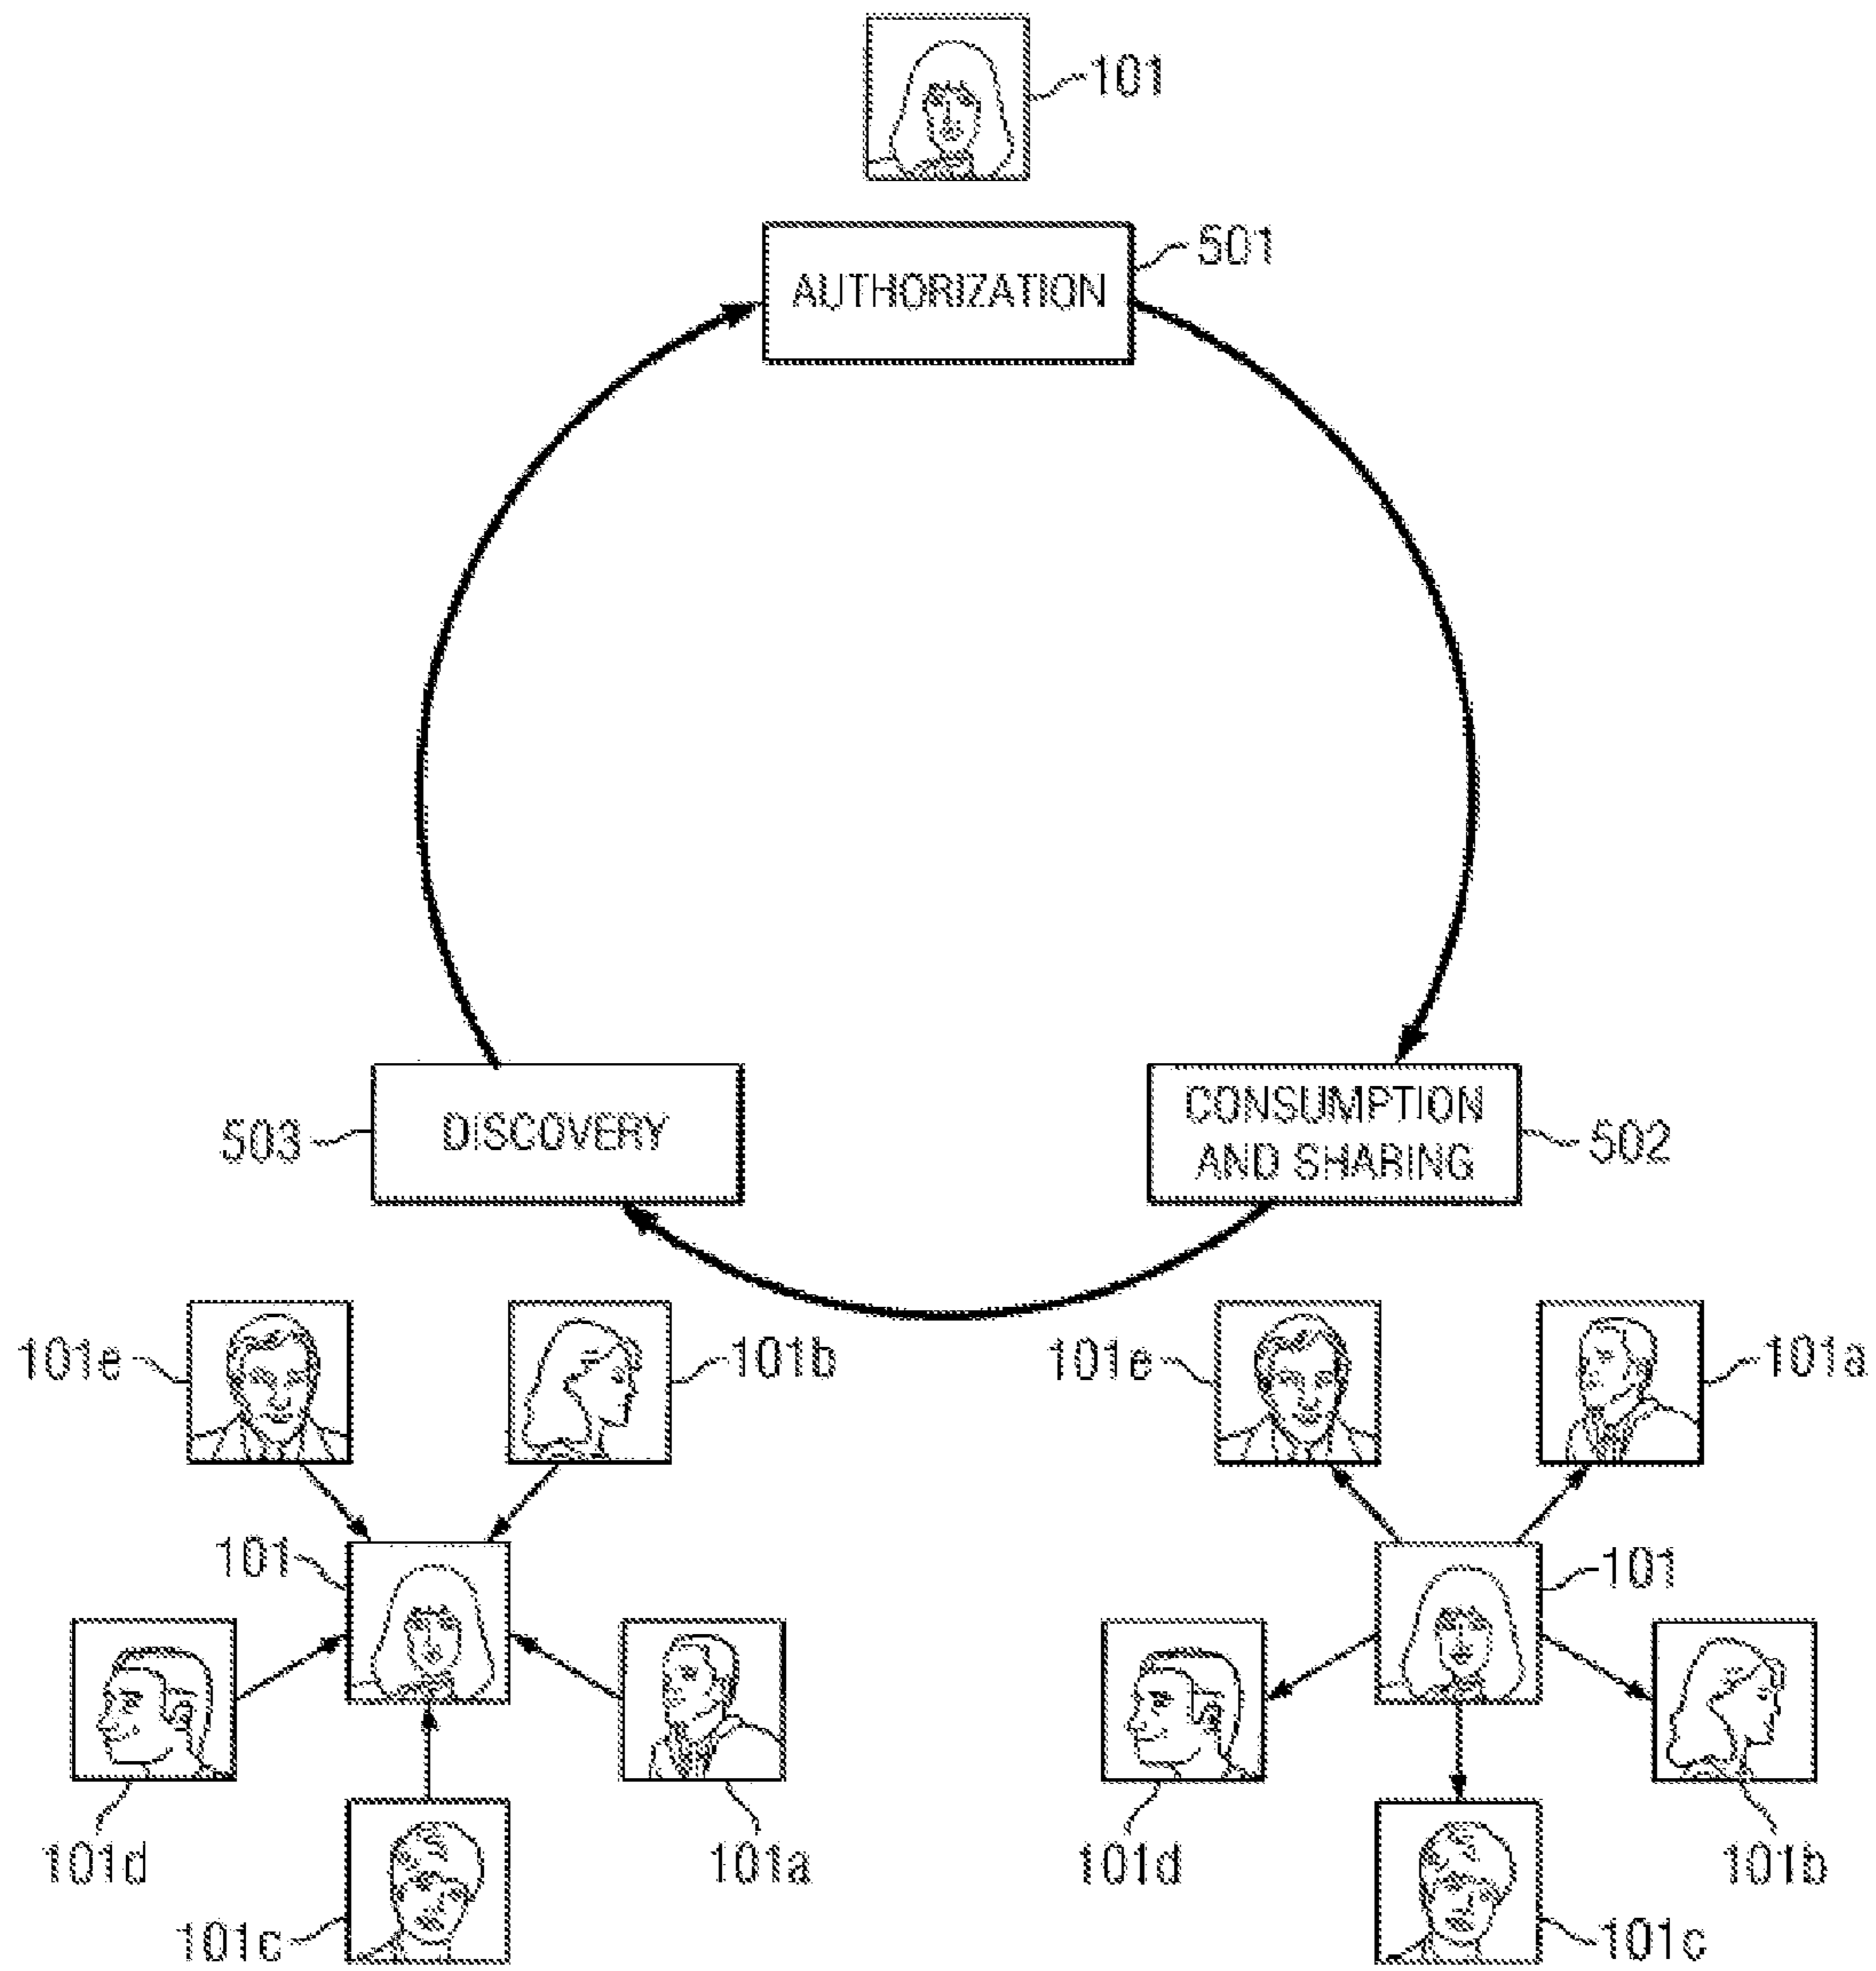 101
501
AUTHORIZATION
503
DISCOVERY
CONSUMPTION
AND SHARING
502
101e
101b
101e
101a
101
101
101d
101a
101d
101b
101c
101c